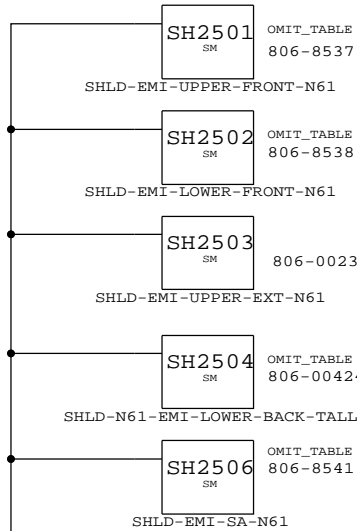 SH2501
SM
OMIT_TABLE
806-8537
SHLD-EMI-UPPER-FRONT-N61
SH2502
SM
OMIT_TABLE
806-8538
SHLD-EMI-LOWER-FRONT-N61
SH2503
SM
806-0023
SHLD-EMI-UPPER-EXT-N61
SH2504
SM
OMIT_TABLE
806-00424
SHLD-N61-EMI-LOWER-BACK-TALL
SH2506
SM
OMIT_TABLE
806-8541
SHLD-EMI-SA-N61